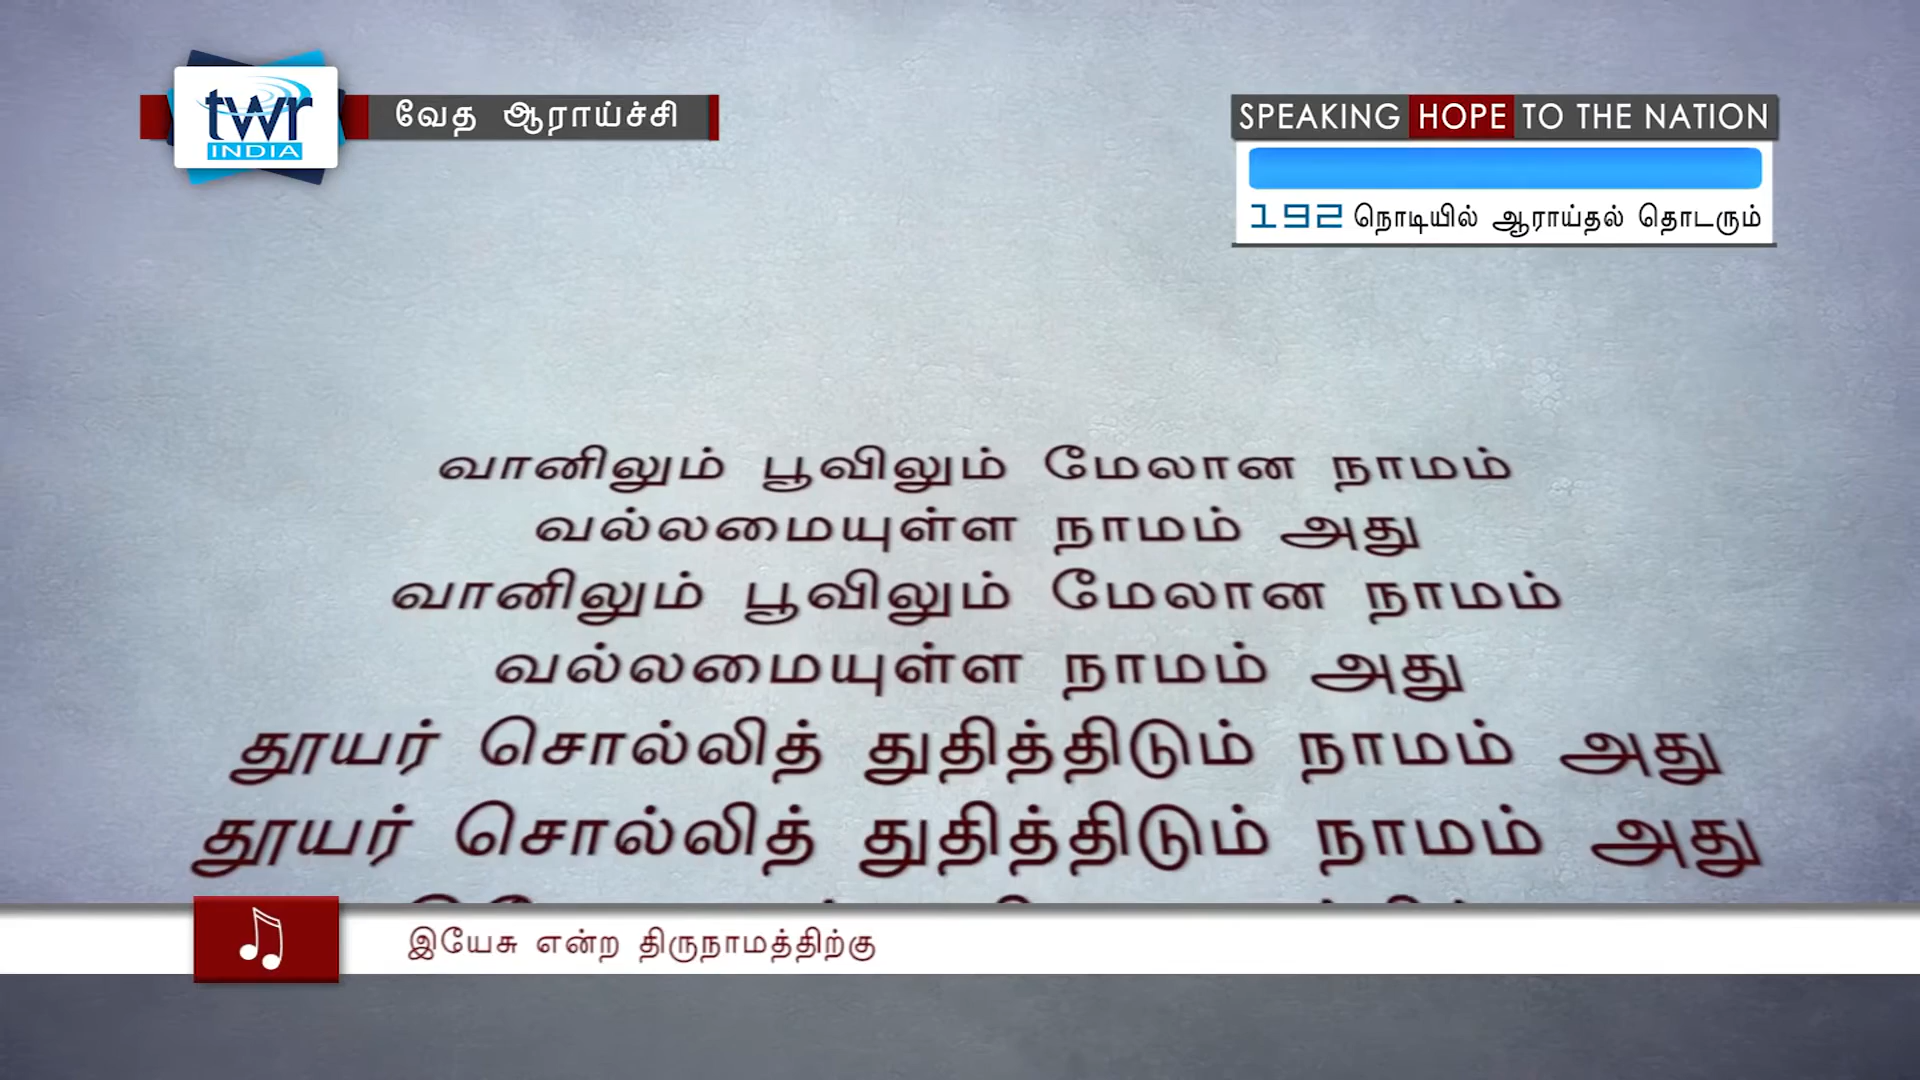 twr
INDIA
வேத ஆராய்ச்சி
SPEAKING HOPE TO THE NATION
192 நொடியில் ஆராய்தல் தொடரும்
வானிலும் பூவிலும் மேலான நாமம்
வல்லமையுள்ள நாமம் அது
வானிலும் பூவிலும் மேலான நாமம்
வல்லமையுள்ள நாமம் அது
தூயர் சொல்லித் துதித்திடும் நாமம் அது
தூயர் சொல்லித் துதித்திடும் நாமம் அது
இயேசு என்ற திருநாமத்திற்கு